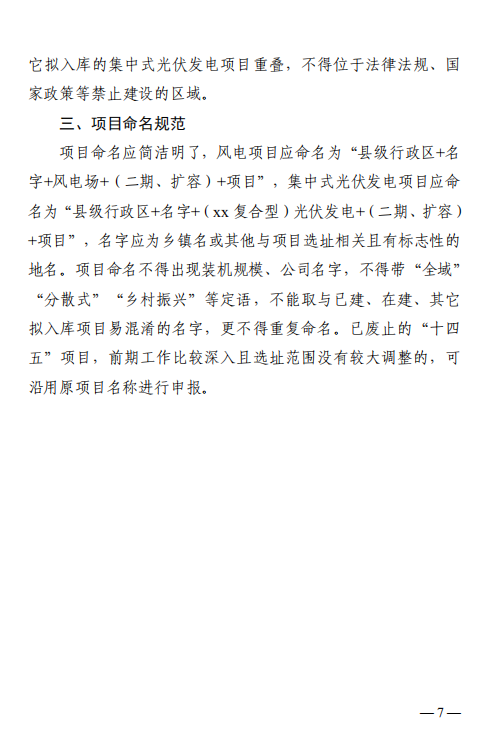 它拟入库的集中式光伏发电项目重叠，不得位于法律法规、国
家政策等禁止建设的区域。
三、项目命名规范
项目命名应简洁明了，风电项目应命名为“县级行政区+名
字+风电场+（二期、扩容）+项目”，集中式光伏发电项目应命
名为“县级行政区+名字+（xx 复合型）光伏发电+（二期、扩容）
+项目”，名字应为乡镇名或其他与项目选址相关且有标志性的
地名。项目命名不得出现装机规模、公司名字，不得带“全域”
“分散式”“乡村振兴”等定语，不能取与已建、在建、其它
拟入库项目易混淆的名字，更不得重复命名。已废止的“十四
五”项目，前期工作比较深入且选址范围没有较大调整的，可
沿用原项目名称进行申报。
— 7 —